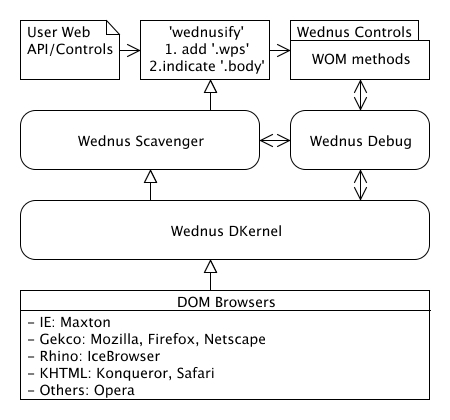 User Web
API/Controls
'wednusify'
1. add '.wps'
2.indicate '.body'
Wednus Controls
WOM methods
Wednus Scavenger
Wednus Debug
Wednus DKernel
DOM Browsers
- IE: Maxton
- Gekco: Mozilla, Firefox, Netscape
- Rhino: IceBrowser
- KHTML: Konqueror, Safari
- Others: Opera